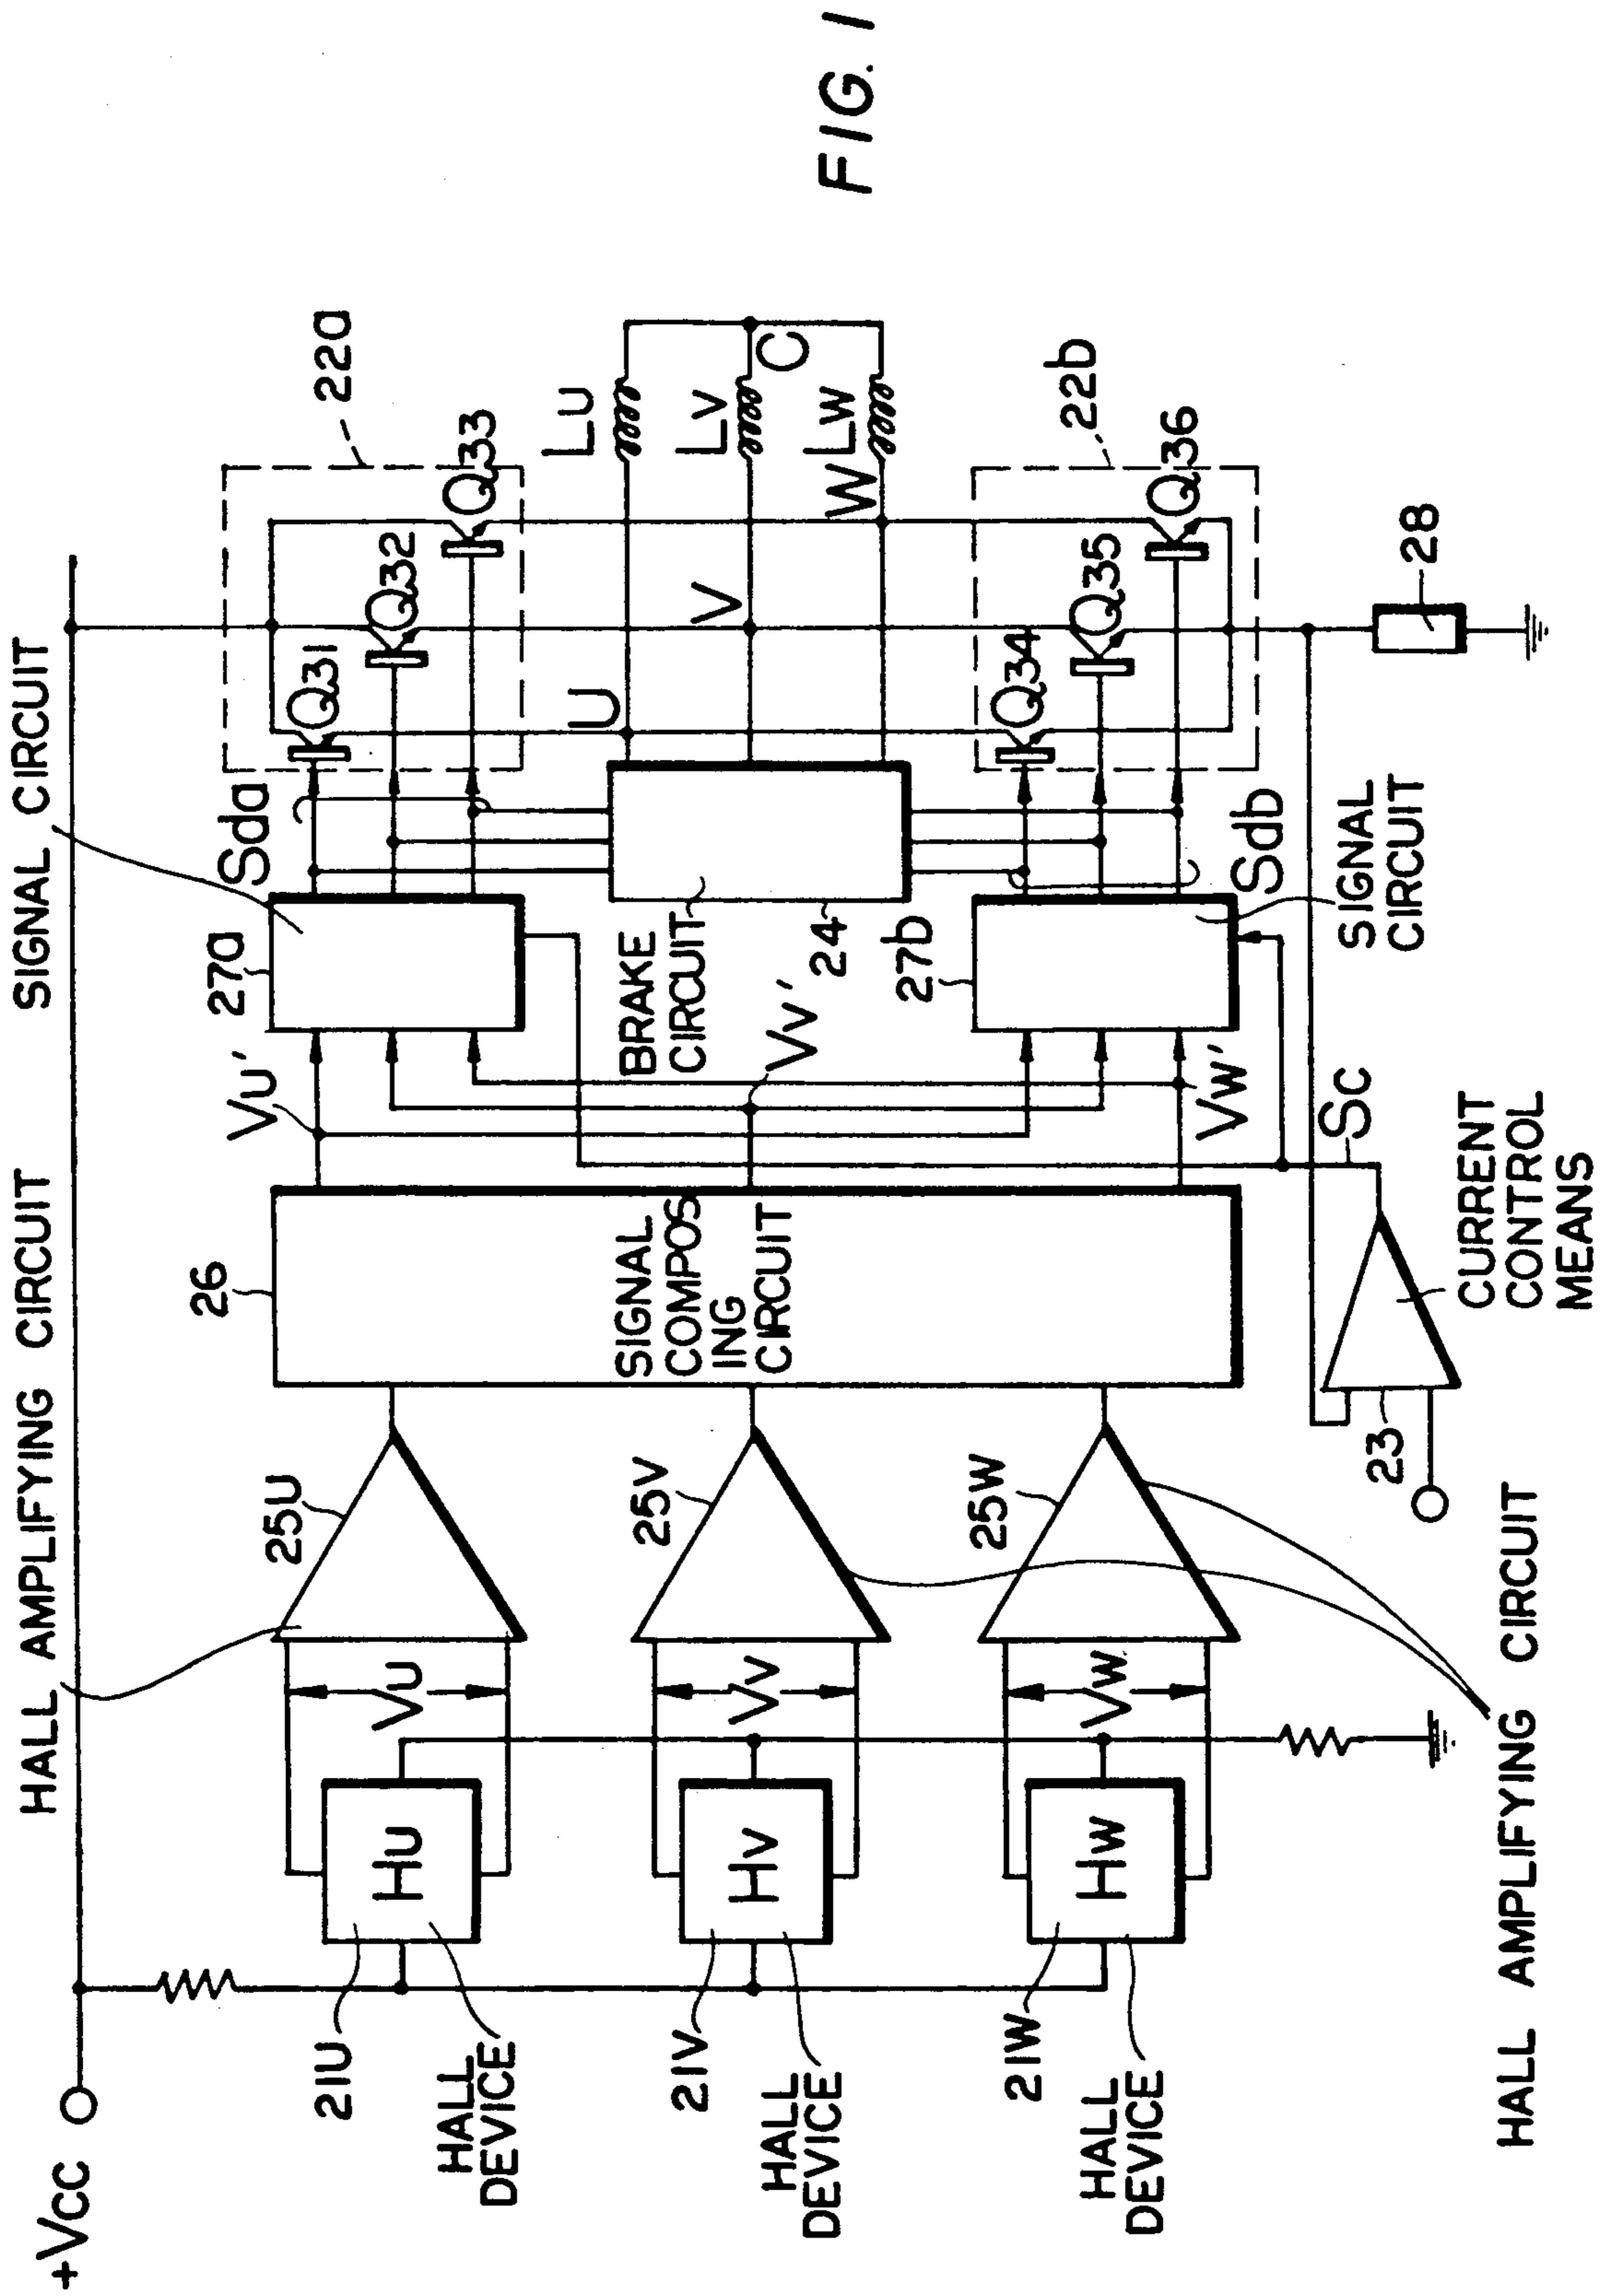 FIG. 1
+Vcc
HALL AMPLIFYING CIRCUIT
SIGNAL CIRCUIT
21U
HALL
DEVICE
HU
VU
25U
21V
HALL
DEVICE
HV
VV
25V
21W
HALL
DEVICE
HW
VW
25W
HALL AMPLIFYING CIRCUIT
26
SIGNAL
COMPOS
ING
CIRCUIT
VU'
VV'
VW'
27a
Sda
27b
Sdb
SIGNAL
CIRCUIT
BRAKE
CIRCUIT
24
22a
Q31
Q32
Q33
U
V
W
LU
LV
LW
C
22b
Q34
Q35
Q36
28
SC
23
CURRENT
CONTROL
MEANS